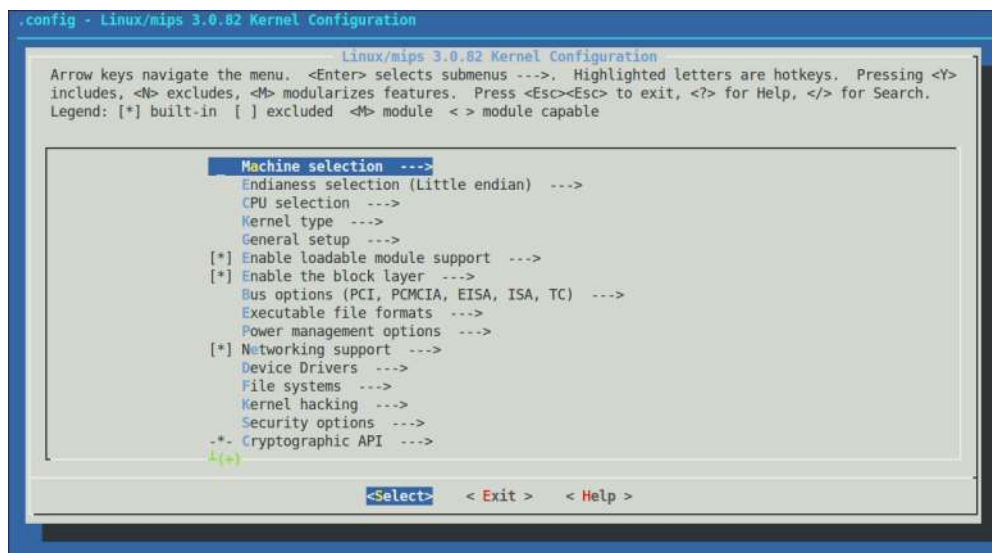 .config - Linux/mips 3.0.82 Kernel Configuration
Linux/mips 3.0.82 Kernel Configuration
Arrow keys navigate the menu. <Enter> selects submenus --->. Highlighted letters are hotkeys. Pressing <Y>
includes, <N> excludes, <M> modularizes features. Press <Esc><Esc> to exit, <?> for Help, </> for Search.
Legend: [*] built-in [ ] excluded <M> module < > module capable
Machine selection --->
Endianess selection (Little endian) --->
CPU selection --->
Kernel type --->
General setup --->
[*] Enable loadable module support --->
[*] Enable the block layer --->
Bus options (PCI, PCMCIA, EISA, ISA, TC) --->
Executable file formats --->
Power management options --->
[*] Networking support --->
Device Drivers --->
File systems --->
Kernel hacking --->
Security options --->
-*- Cryptographic API --->
┴(+)
<Select> < Exit > < Help >